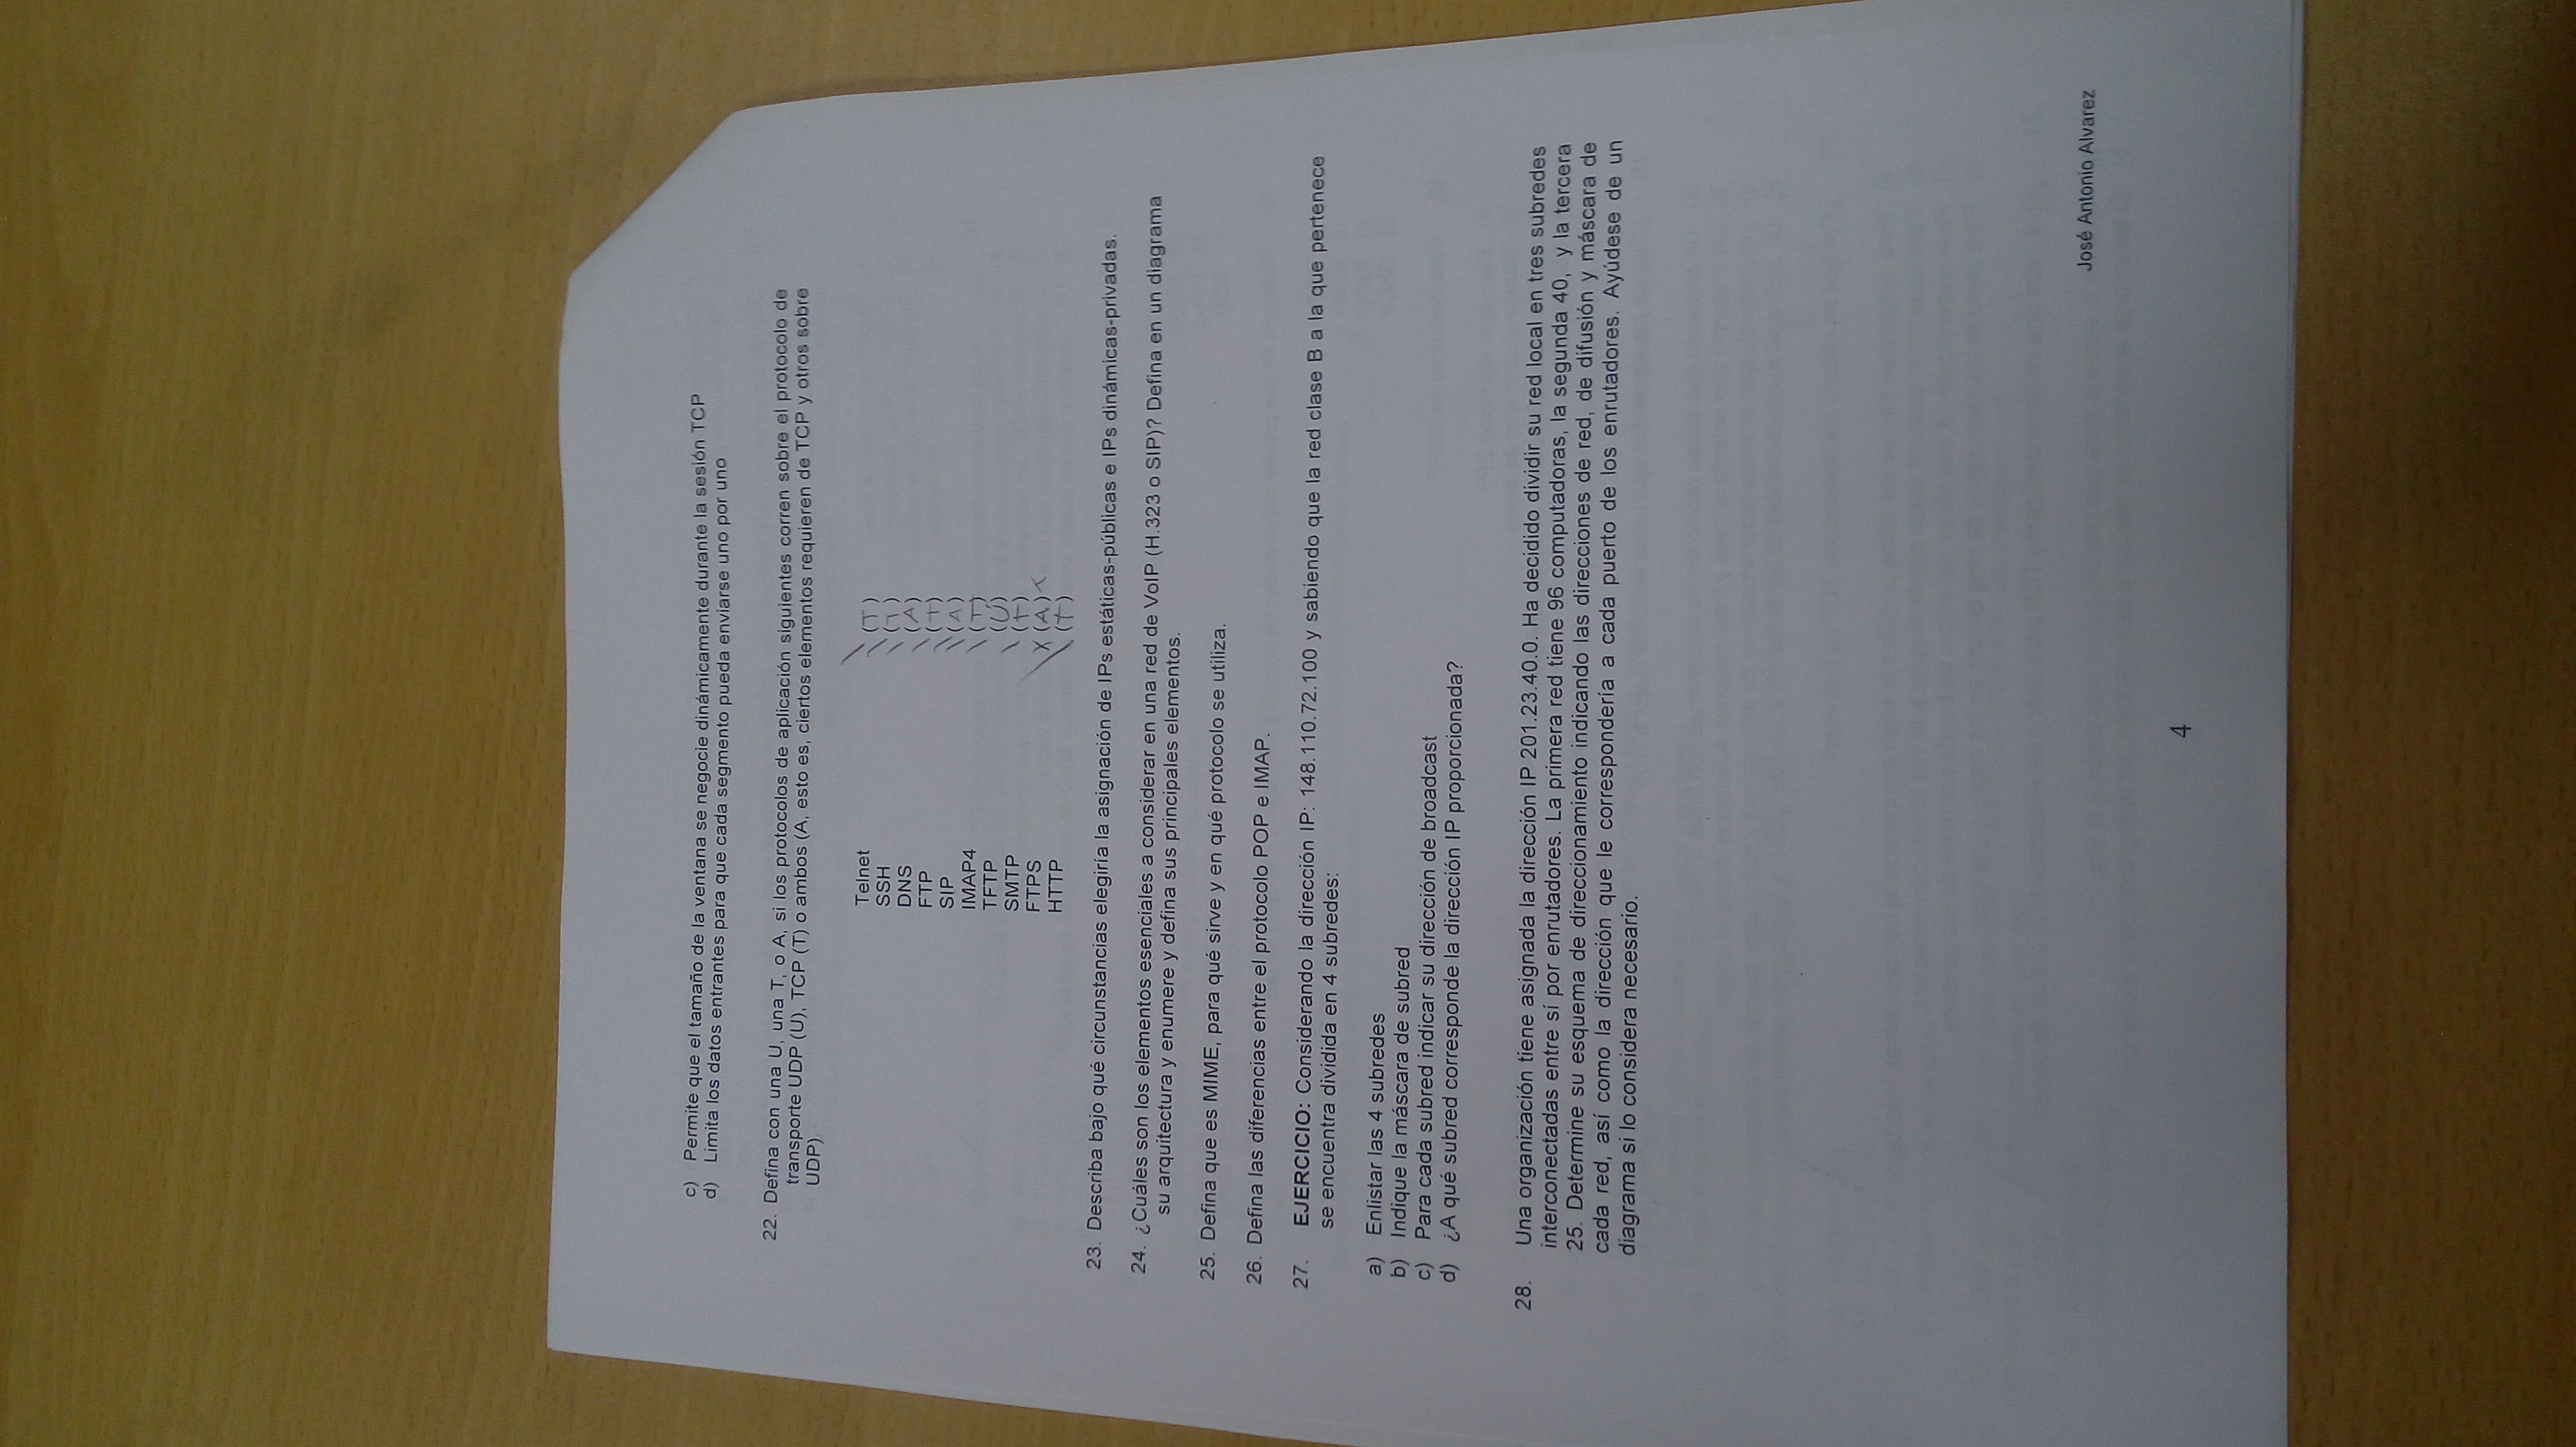 c) Permite que el tamaño de la ventana se negocie dinámicamente durante la sesión TCP
d) Limita los datos entrantes para que cada segmento pueda enviarse uno por uno
22. Defina con una U, una T, o A, si los protocolos de aplicación siguientes corren sobre el protocolo de
transporte UDP (U), TCP (T) o ambos (A, esto es, ciertos elementos requieren de TCP y otros sobre
UDP)
Telnet (T)
SSH (T)
DNS (A)
FTP (T)
SIP (A)
IMAP4 (T)
TFTP (U)
SMTP (T)
FTPS X (A)
HTTP (T)
23. Describa bajo qué circunstancias elegiría la asignación de IPs estáticas-públicas e IPs dinámicas-privadas.
24. ¿Cuáles son los elementos esenciales a considerar en una red de VoIP (H.323 o SIP)? Defina en un diagrama
su arquitectura y enumere y defina sus principales elementos.
25. Defina que es MIME, para qué sirve y en qué protocolo se utiliza.
26. Defina las diferencias entre el protocolo POP e IMAP.
27. EJERCICIO: Considerando la dirección IP: 148.110.72.100 y sabiendo que la red clase B a la que pertenece
se encuentra dividida en 4 subredes:
a) Enlistar las 4 subredes
b) Indique la máscara de subred
c) Para cada subred indicar su dirección de broadcast
d) ¿A qué subred corresponde la dirección IP proporcionada?
28. Una organización tiene asignada la dirección IP 201.23.40.0. Ha decidido dividir su red local en tres subredes
interconectadas entre sí por enrutadores. La primera red tiene 96 computadoras, la segunda 40, y la tercera
25. Determine su esquema de direccionamiento indicando las direcciones de red, de difusión y máscara de
cada red, así como la dirección que le correspondería a cada puerto de los enrutadores. Ayúdese de un
diagrama si lo considera necesario.
José Antonio Alvarez
4